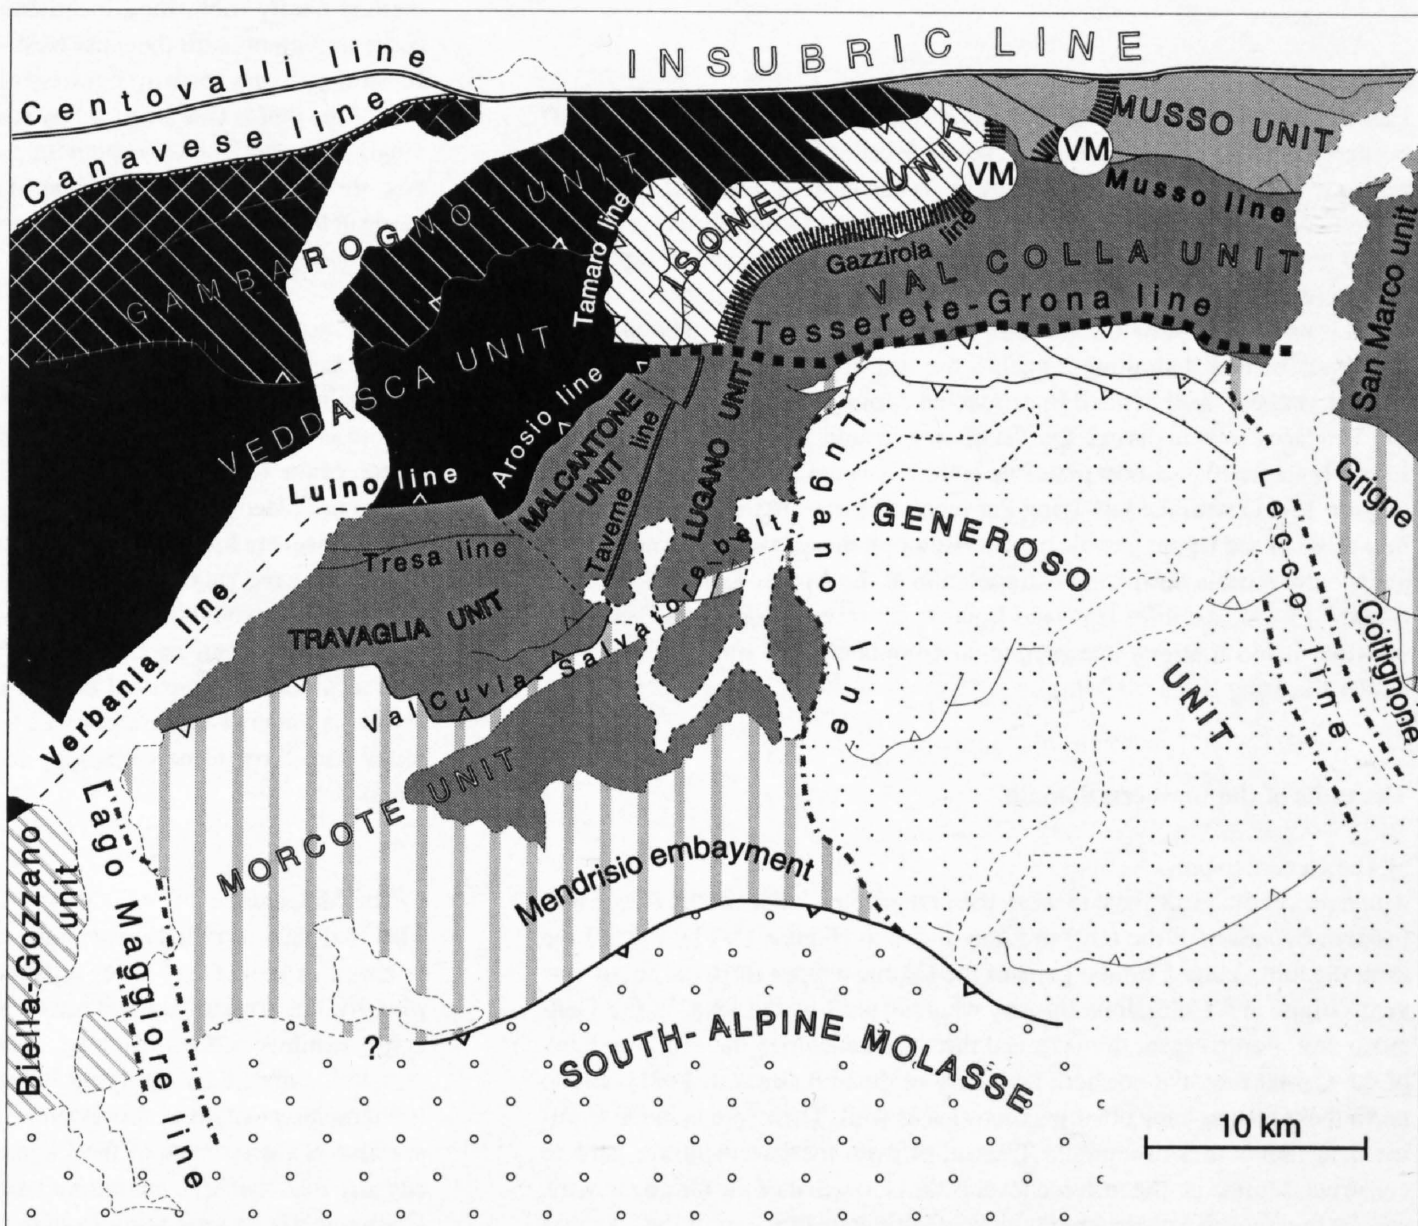 INSUBRIC LINE
Centovalli line
Canavese line
MUSSO UNIT
VM
VM
Musso line
GAMBAROGNO UNIT
ISONE UNIT
Tamaro line
Gazzirola line
VAL COLLA UNIT
Tesserete-Grona line
San Marco unit
VEDDASCA UNIT
Arosio line
Luino line
MALCANTONE
UNIT
Taverne line
LUGANO UNIT
Lugano line
GENEROSO UNIT
Lecco line
Grigne
Coltignone
Tresa line
TRAVAGLIA UNIT
Val Cuvia-Salvatore belt
Verbania line
MORCOTE UNIT
Mendrisio embayment
Lago Maggiore line
Biella-Gozzano
unit
?
SOUTH-ALPINE MOLASSE
10 km